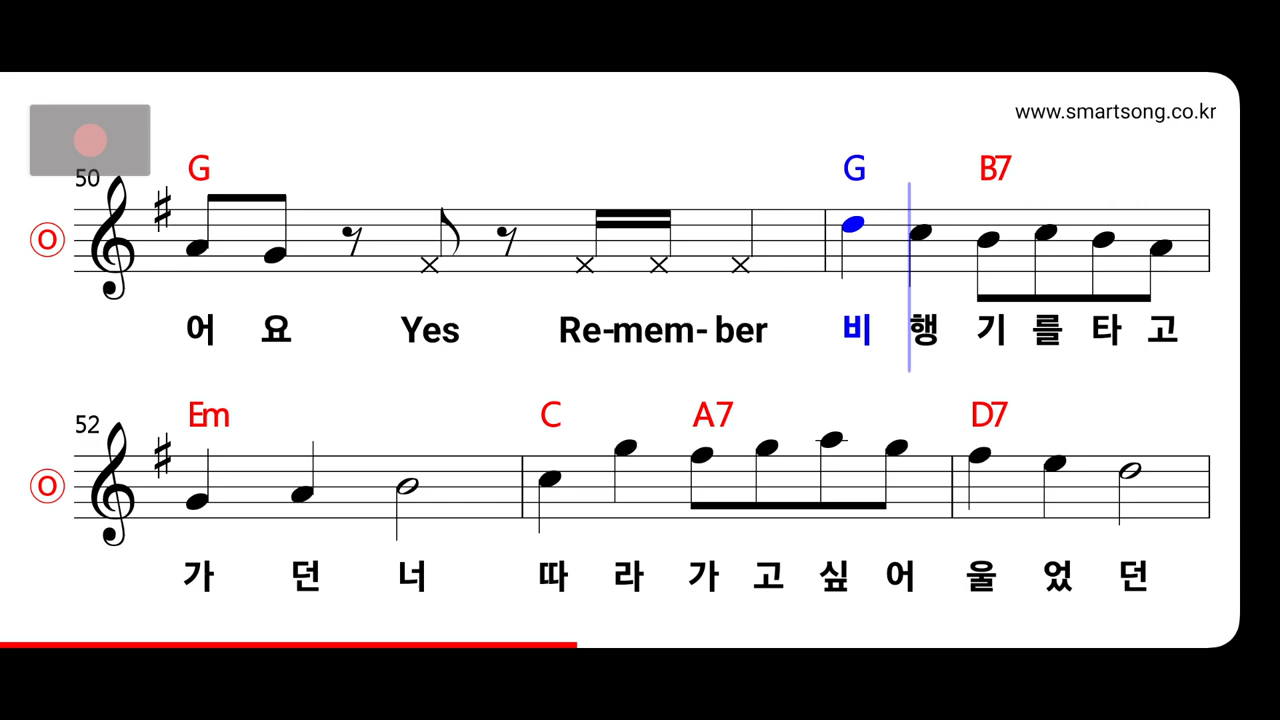 www.smartsong.co.kr
50
G G B7
O
어 요 Yes Re-mem- ber 비 행 기 를 타 고
52
Em C A7 D7
O
가 던 너 따 라 가 고 싶 어 울 었 던